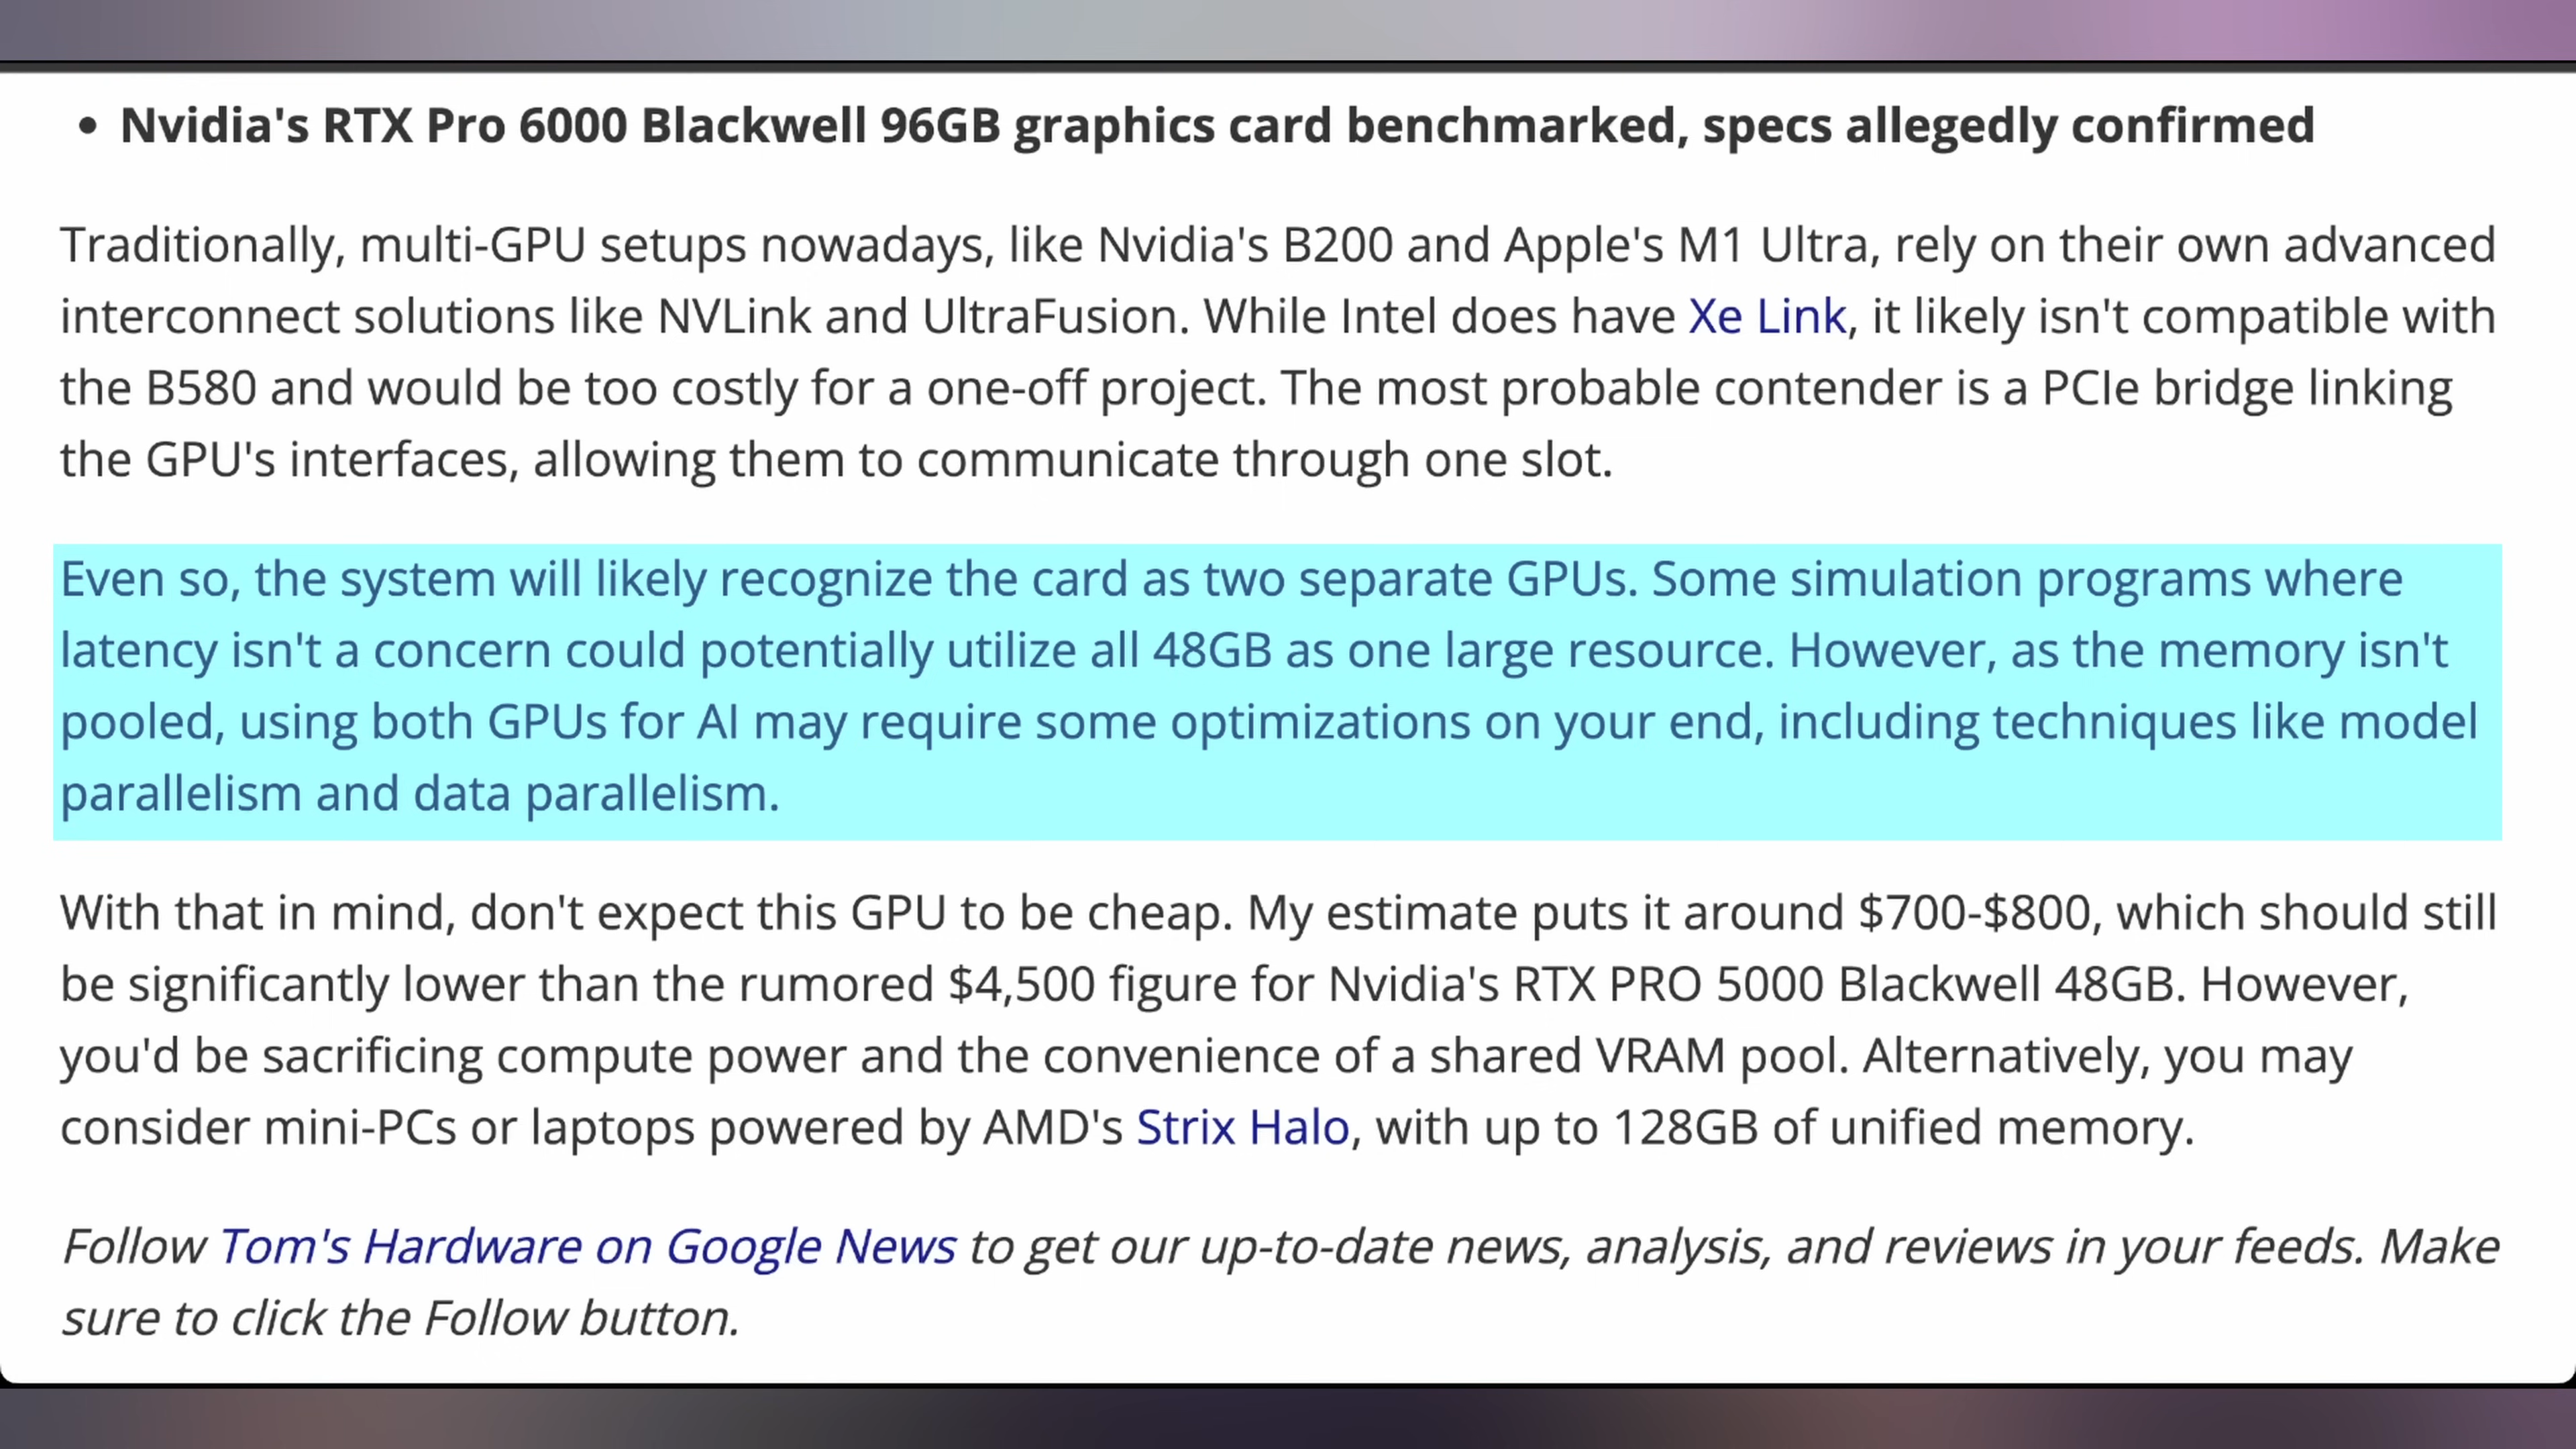 • Nvidia's RTX Pro 6000 Blackwell 96GB graphics card benchmarked, specs allegedly confirmed
Traditionally, multi-GPU setups nowadays, like Nvidia's B200 and Apple's M1 Ultra, rely on their own advanced
interconnect solutions like NVLink and UltraFusion. While Intel does have Xe Link, it likely isn't compatible with
the B580 and would be too costly for a one-off project. The most probable contender is a PCIe bridge linking
the GPU's interfaces, allowing them to communicate through one slot.
Even so, the system will likely recognize the card as two separate GPUs. Some simulation programs where
latency isn't a concern could potentially utilize all 48GB as one large resource. However, as the memory isn't
pooled, using both GPUs for AI may require some optimizations on your end, including techniques like model
parallelism and data parallelism.
With that in mind, don't expect this GPU to be cheap. My estimate puts it around $700-$800, which should still
be significantly lower than the rumored $4,500 figure for Nvidia's RTX PRO 5000 Blackwell 48GB. However,
you'd be sacrificing compute power and the convenience of a shared VRAM pool. Alternatively, you may
consider mini-PCs or laptops powered by AMD's Strix Halo, with up to 128GB of unified memory.
Follow Tom's Hardware on Google News to get our up-to-date news, analysis, and reviews in your feeds. Make
sure to click the Follow button.